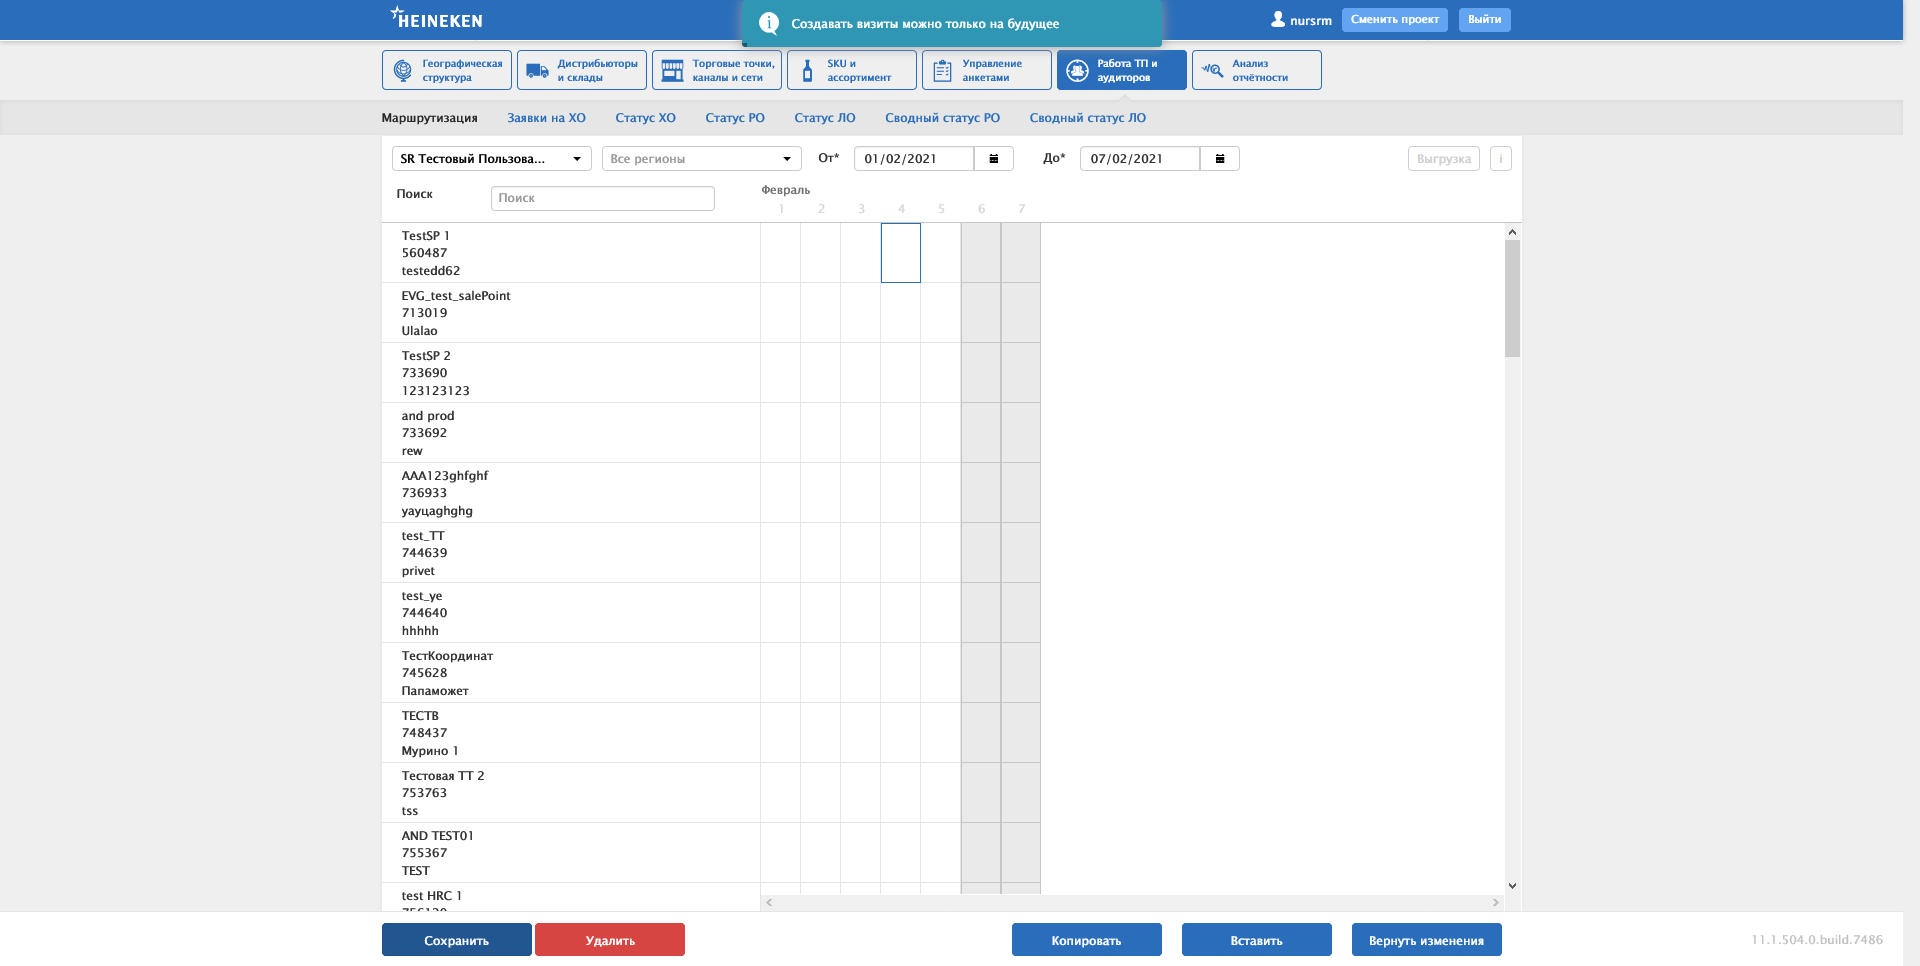 HEINEKEN
Создавать визиты можно только на будущее
nursrm
Сменить проект
Выйти
Географическая структура
Дистрибьюторы и склады
Торговые точки, каналы и сети
SKU и ассортимент
Управление анкетами
Работа ТП и аудиторов
Анализ отчётности
Маршрутизация
Заявки на ХО
Статус ХО
Статус РО
Статус ЛО
Сводный статус РО
Сводный статус ЛО
SR Тестовый Пользова...
Все регионы
От*
01/02/2021
До*
07/02/2021
Выгрузка
i
Поиск
Поиск
Февраль
1 2 3 4 5 6 7
TestSP 1
560487
testedd62
EVG_test_salePoint
713019
Ulalao
TestSP 2
733690
123123123
and prod
733692
rew
AAA123ghfghf
736933
уауцаghghg
test_TT
744639
privet
test_ye
744640
hhhhh
ТестКоординат
745628
Папаможет
ТЕСТВ
748437
Мурино 1
Тестовая ТТ 2
753763
tss
AND TEST01
755367
TEST
test HRC 1
Сохранить
Удалить
Копировать
Вставить
Вернуть изменения
11.1.504.0.build.7486